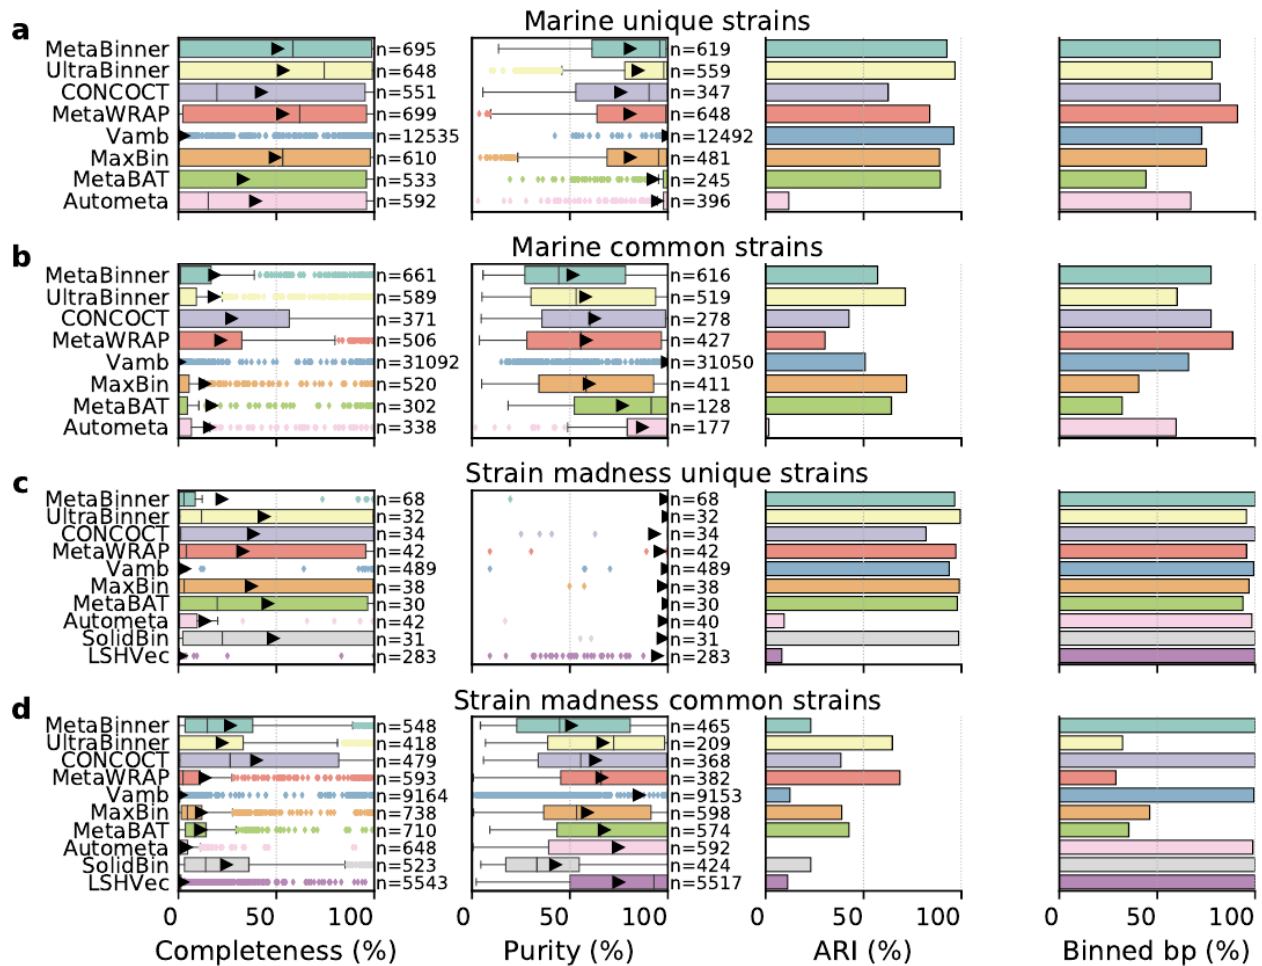 a
Marine unique strains
MetaBinner n=695 n=619
UltraBinner n=648 n=559
CONCOCT n=551 n=347
MetaWRAP n=699 n=648
Vamb n=12535 n=12492
MaxBin n=610 n=481
MetaBAT n=533 n=245
Autometa n=592 n=396
b
Marine common strains
MetaBinner n=661 n=616
UltraBinner n=589 n=519
CONCOCT n=371 n=278
MetaWRAP n=506 n=427
Vamb n=31092 n=31050
MaxBin n=520 n=411
MetaBAT n=302 n=128
Autometa n=338 n=177
c
Strain madness unique strains
MetaBinner n=68 n=68
UltraBinner n=32 n=32
CONCOCT n=34 n=34
MetaWRAP n=42 n=42
Vamb n=489 n=489
MaxBin n=38 n=38
MetaBAT n=30 n=30
Autometa n=42 n=40
SolidBin n=31 n=31
LSHVec n=283 n=283
d
Strain madness common strains
MetaBinner n=548 n=465
UltraBinner n=418 n=209
CONCOCT n=479 n=368
MetaWRAP n=593 n=382
Vamb n=9164 n=9153
MaxBin n=738 n=598
MetaBAT n=710 n=574
Autometa n=648 n=592
SolidBin n=523 n=424
LSHVec n=5543 n=5517
0 50 100 0 50 100 0 50 100 0 50 100
Completeness (%) Purity (%) ARI (%) Binned bp (%)